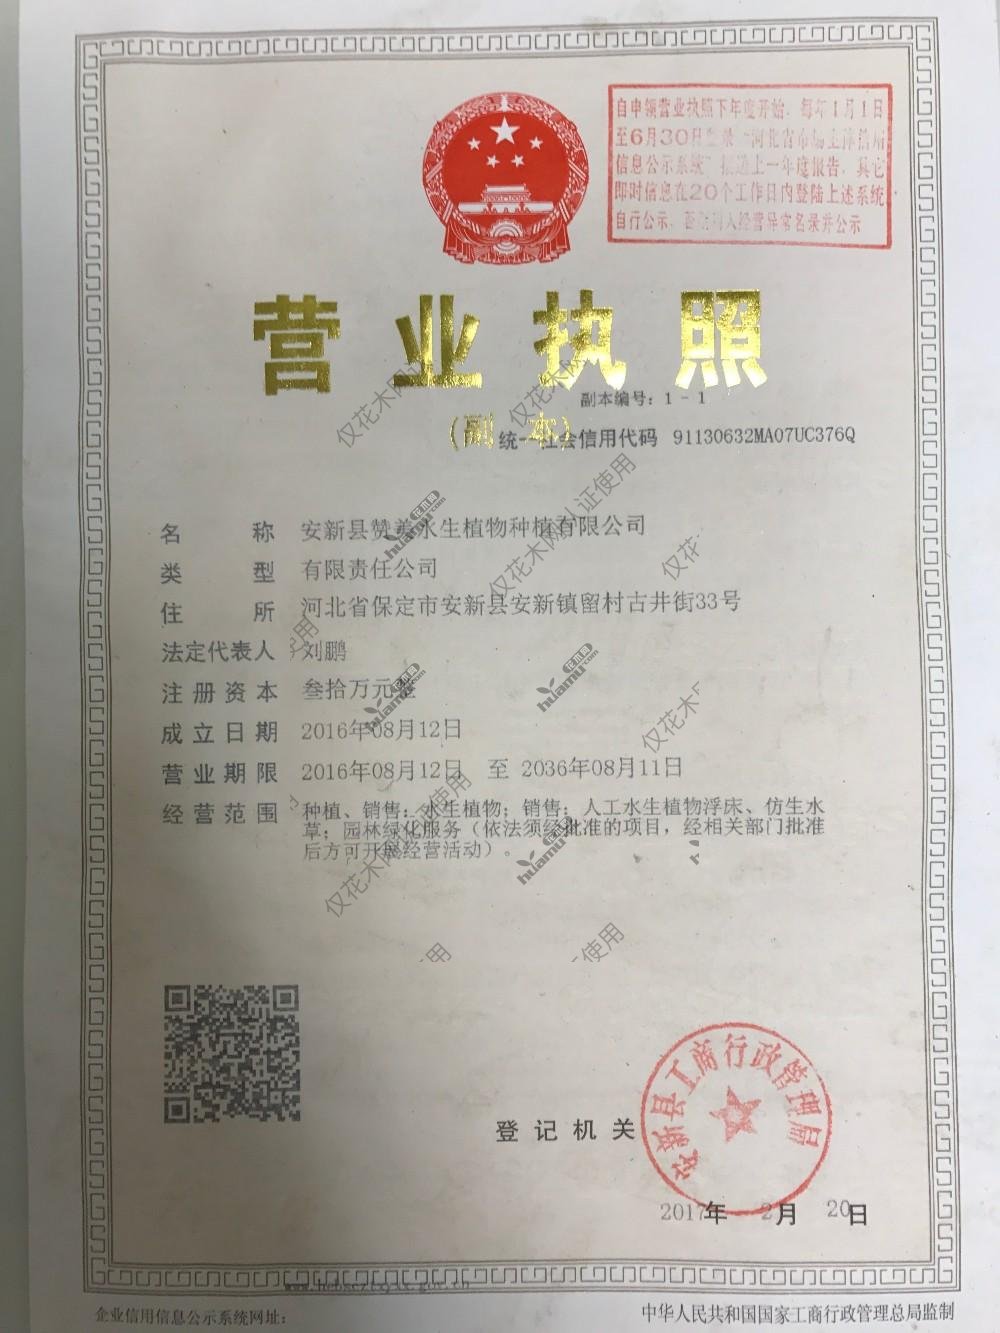 自申领营业执照下年度开始，每年1月1日
至6月30日登录“河北省市场主体信用
信息公示系统”报送上一年度报告，其它
即时信息在20个工作日内登陆上述系统
自行公示，入经营异常名录并公示
营业执照
（副本）
副本编号：1-1
统一社会信用代码 91130632MA07UC376Q
名称 安新县赞美水生植物种植有限公司
类型 有限责任公司
住所 河北省保定市安新县安新镇留村古井街33号
法定代表人 刘鹏
注册资本 叁拾万元整
成立日期 2016年08月12日
营业期限 2016年08月12日 至 2036年08月11日
经营范围 种植、销售：水生植物；销售：人工水生植物浮床、仿生水
草；园林绿化服务（依法须经批准的项目，经相关部门批准
后方可开展经营活动）。
仅花木网认证使用
花木网
huamu.com
登记机关
安新县工商行政管理局
2017年 2月 20日
企业信用信息公示系统网址：
中华人民共和国国家工商行政管理总局监制